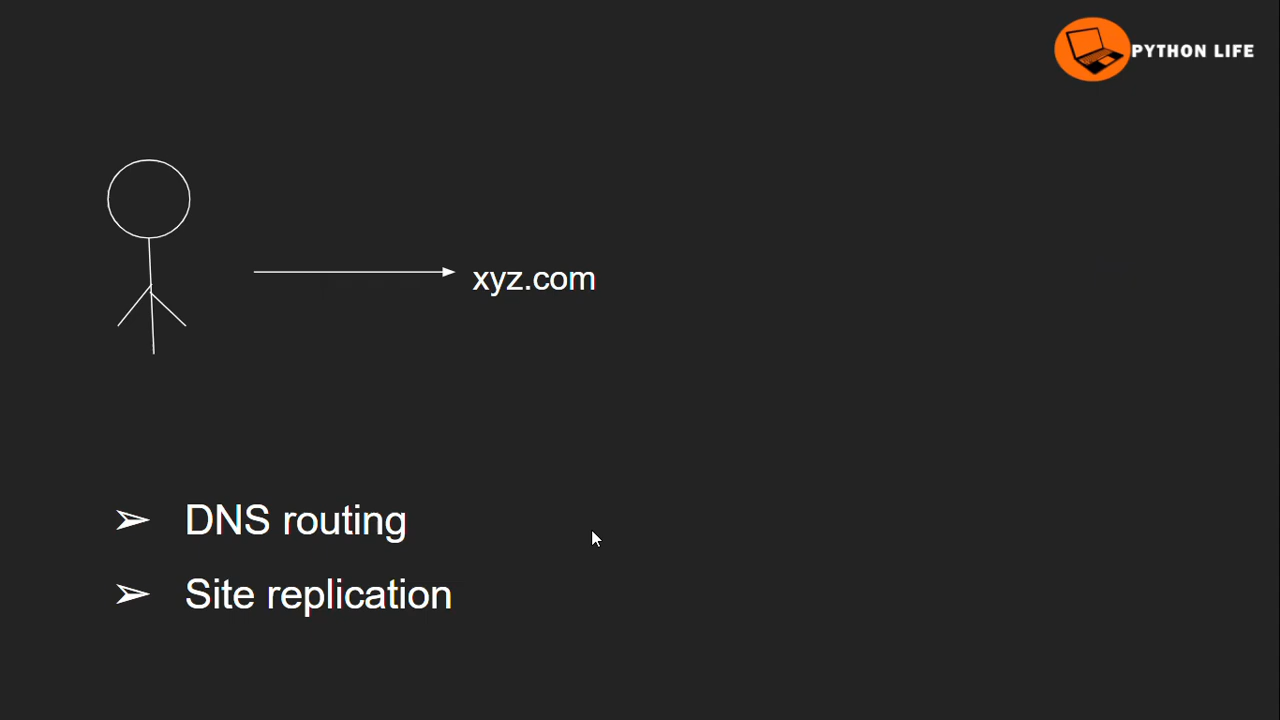 PYTHON LIFE
xyz.com
➢ DNS routing
➢ Site replication